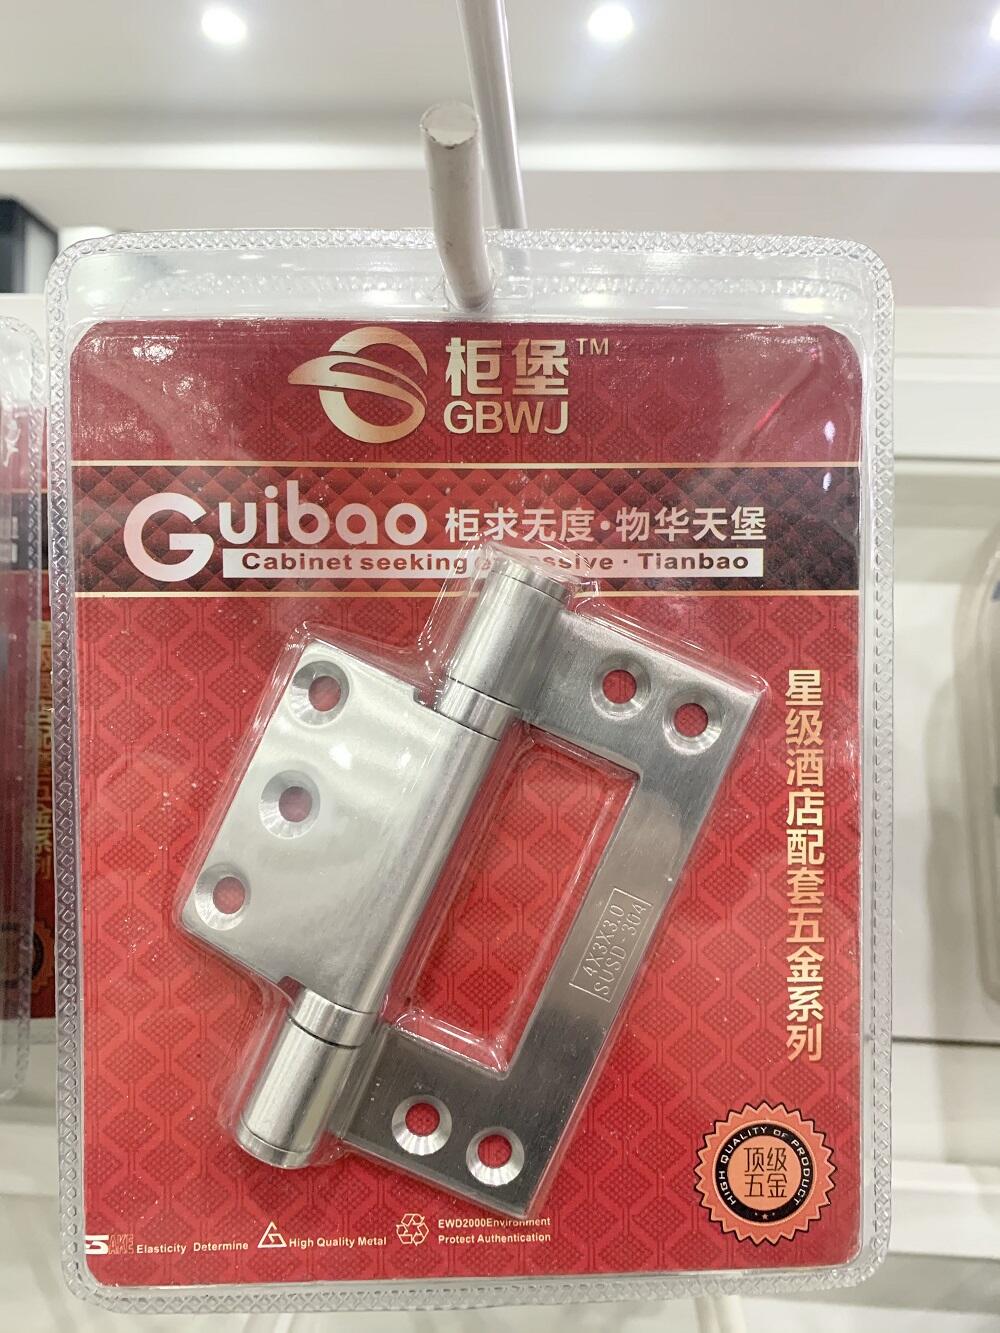 柜堡™
GBWJ
Guibao 柜求无度·物华天堡
Cabinet seeking · Tianbao
星级酒店配套五金系列
4X3X3.0
SUSD-304
HIGH QUALITY OF PRODUCT
顶级
五金
Elasticity Determine
High Quality Metal
EWD2000Environment
Protect Authentication